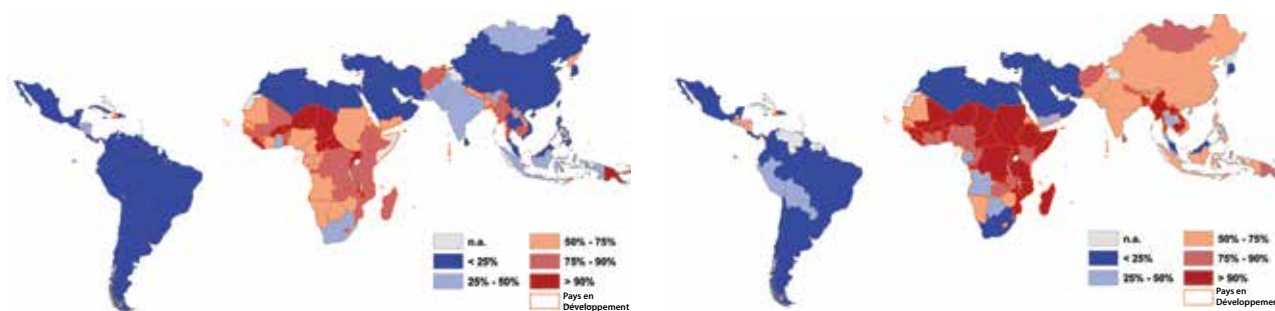 n.a.
< 25%
25% - 50%
50% - 75%
75% - 90%
> 90%
Pays en
Développement
n.a.
< 25%
25% - 50%
50% - 75%
75% - 90%
> 90%
Pays en
Développement